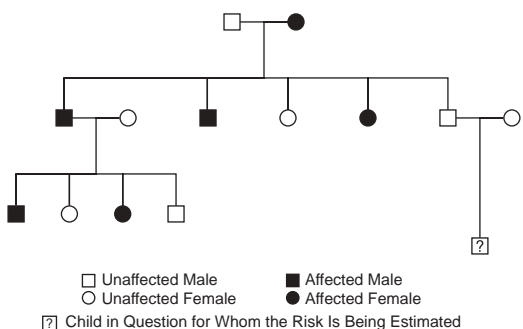 ?
Unaffected Male Affected Male
Unaffected Female Affected Female
? Child in Question for Whom the Risk Is Being Estimated